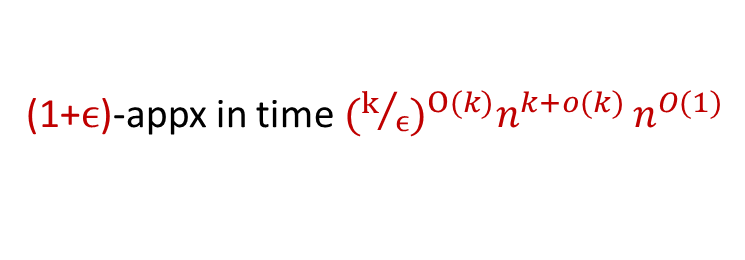 (1+ϵ)-appx in time (k/ϵ)^O(k) n^k+o(k) n^O(1)